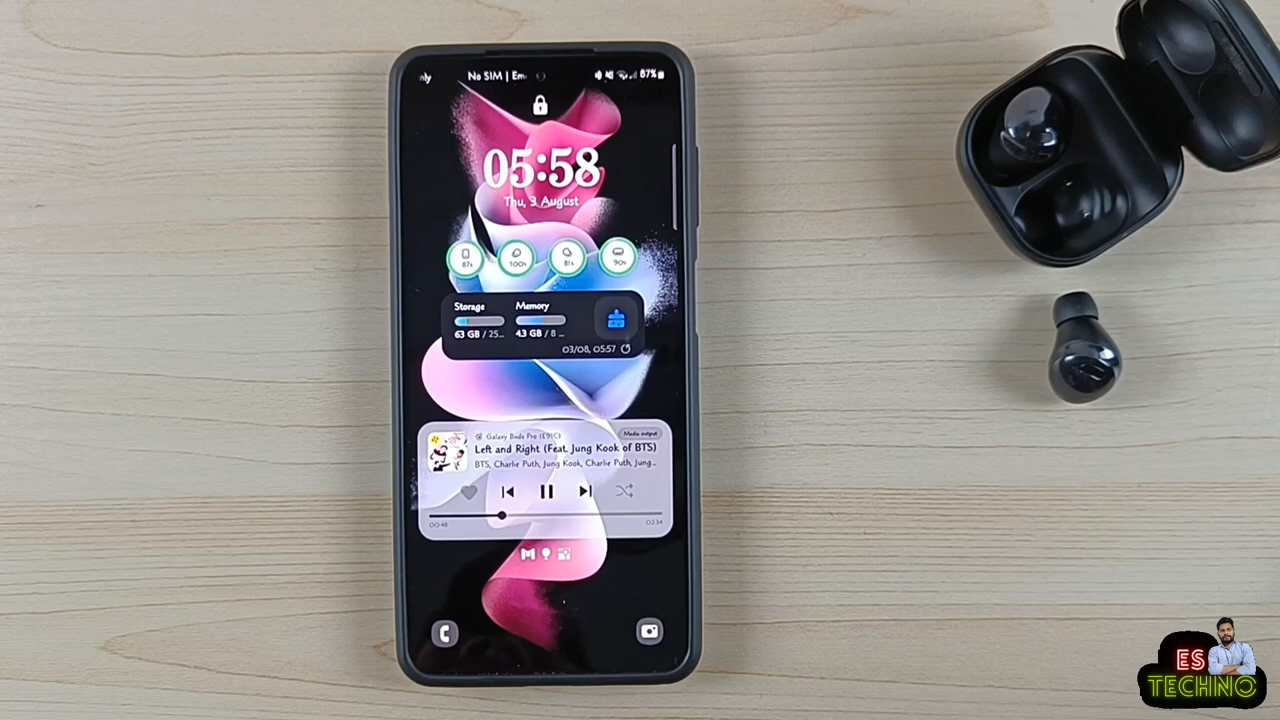 No SIM | Em
87%
05:58
Thu, 3 August
87%
100%
81%
90%
Storage
Memory
63 GB / 25...
4.3 GB / 8 ...
03/08, 05:57
Galaxy Buds Pro (E91C)
Media output
Left and Right (Feat. Jung Kook of BTS)
BTS, Charlie Puth, Jung Kook, Charlie Puth, Jung...
00:48
02:34
ES
TECHNO